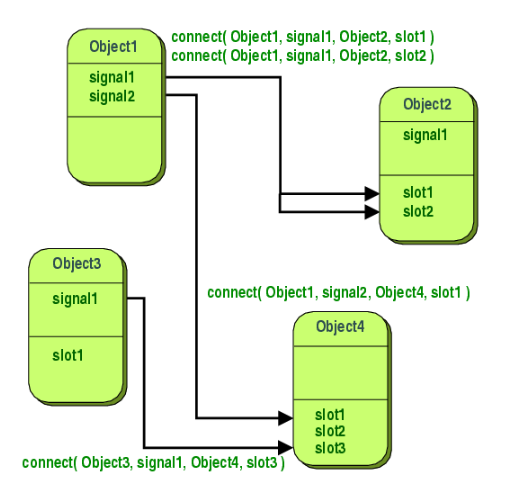 connect( Object1, signal1, Object2, slot1 )
connect( Object1, signal1, Object2, slot2 )
Object1
signal1
signal2
Object2
signal1
slot1
slot2
Object3
signal1
slot1
connect( Object1, signal2, Object4, slot1 )
Object4
slot1
slot2
slot3
connect( Object3, signal1, Object4, slot3 )